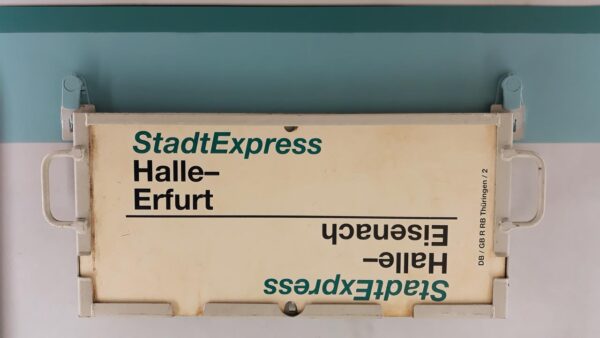 StadtExpress
Halle–
Erfurt
StadtExpress
Halle–
Eisenach
DB / GB R RB Thüringen / 2